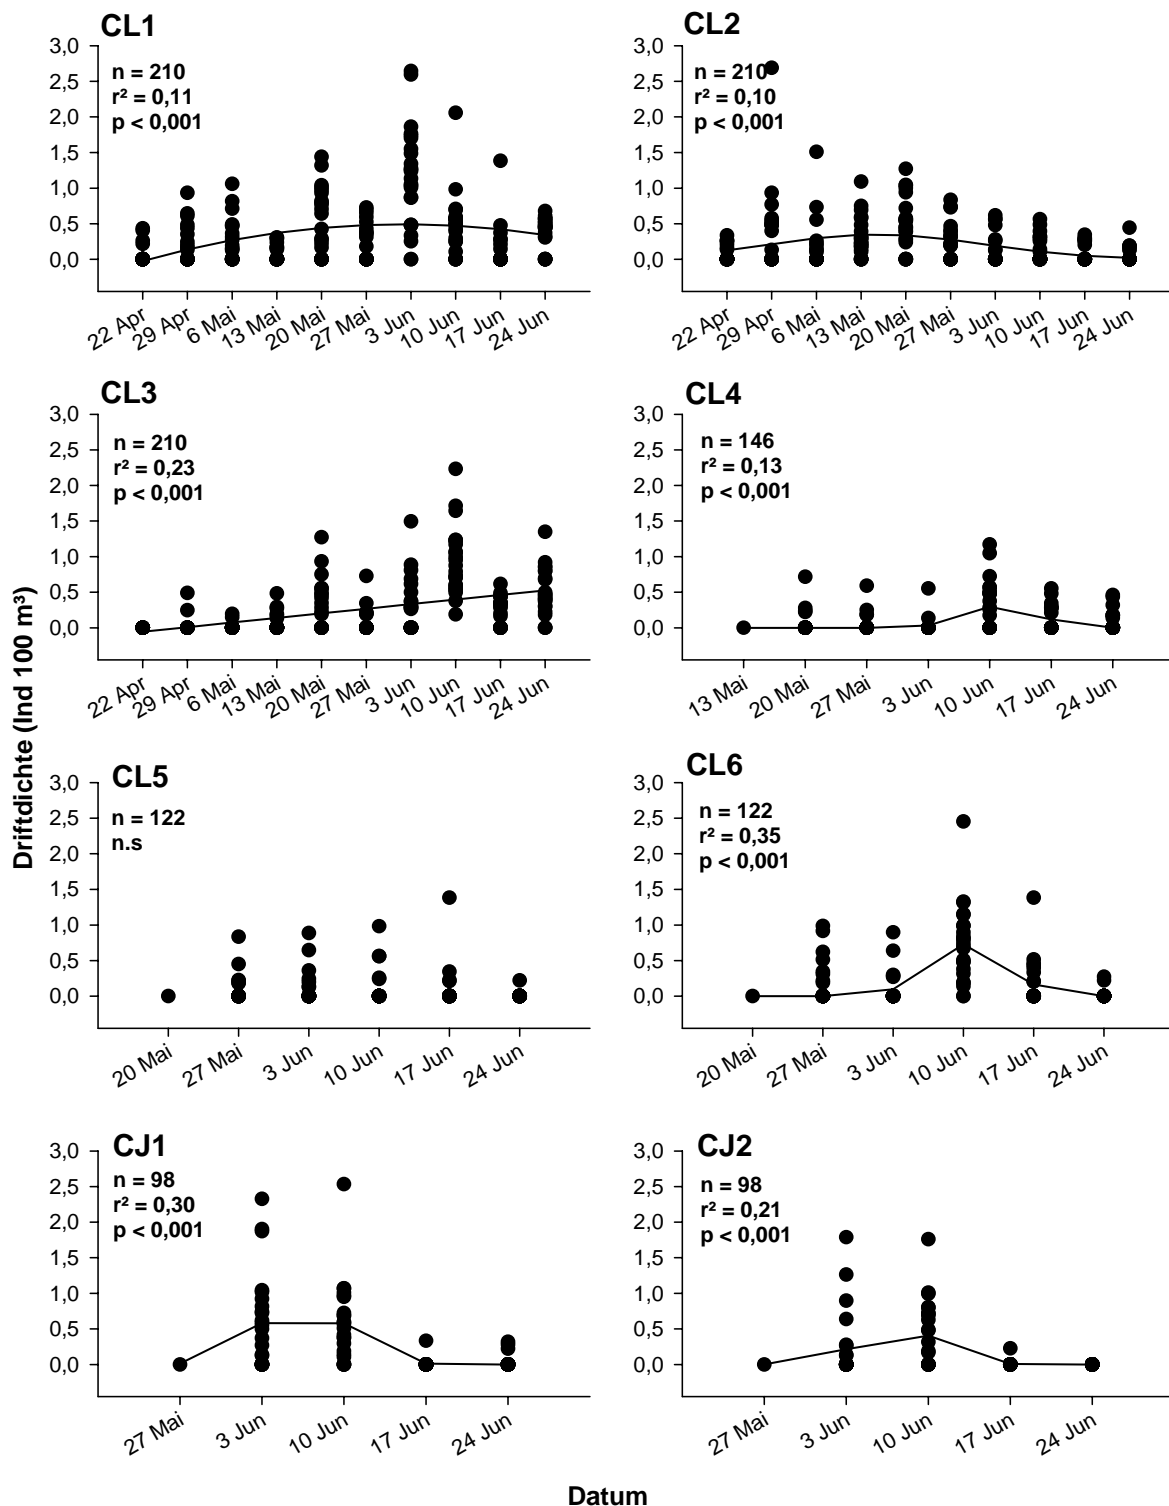 CL1
n = 210
r² = 0,11
p < 0,001
3,0
2,5
2,0
1,5
1,0
0,5
0,0
22 Apr
29 Apr
6 Mai
13 Mai
20 Mai
27 Mai
3 Jun
10 Jun
17 Jun
24 Jun
CL2
n = 210
r² = 0,10
p < 0,001
3,0
2,5
2,0
1,5
1,0
0,5
0,0
22 Apr
29 Apr
6 Mai
13 Mai
20 Mai
27 Mai
3 Jun
10 Jun
17 Jun
24 Jun
CL3
n = 210
r² = 0,23
p < 0,001
3,0
2,5
2,0
1,5
1,0
0,5
0,0
22 Apr
29 Apr
6 Mai
13 Mai
20 Mai
27 Mai
3 Jun
10 Jun
17 Jun
24 Jun
CL4
n = 146
r² = 0,13
p < 0,001
3,0
2,5
2,0
1,5
1,0
0,5
0,0
13 Mai
20 Mai
27 Mai
3 Jun
10 Jun
17 Jun
24 Jun
Driftdichte (Ind 100 m³)
CL5
n = 122
n.s
3,0
2,5
2,0
1,5
1,0
0,5
0,0
20 Mai
27 Mai
3 Jun
10 Jun
17 Jun
24 Jun
CL6
n = 122
r² = 0,35
p < 0,001
3,0
2,5
2,0
1,5
1,0
0,5
0,0
20 Mai
27 Mai
3 Jun
10 Jun
17 Jun
24 Jun
CJ1
n = 98
r² = 0,30
p < 0,001
3,0
2,5
2,0
1,5
1,0
0,5
0,0
27 Mai
3 Jun
10 Jun
17 Jun
24 Jun
CJ2
n = 98
r² = 0,21
p < 0,001
3,0
2,5
2,0
1,5
1,0
0,5
0,0
27 Mai
3 Jun
10 Jun
17 Jun
24 Jun
Datum